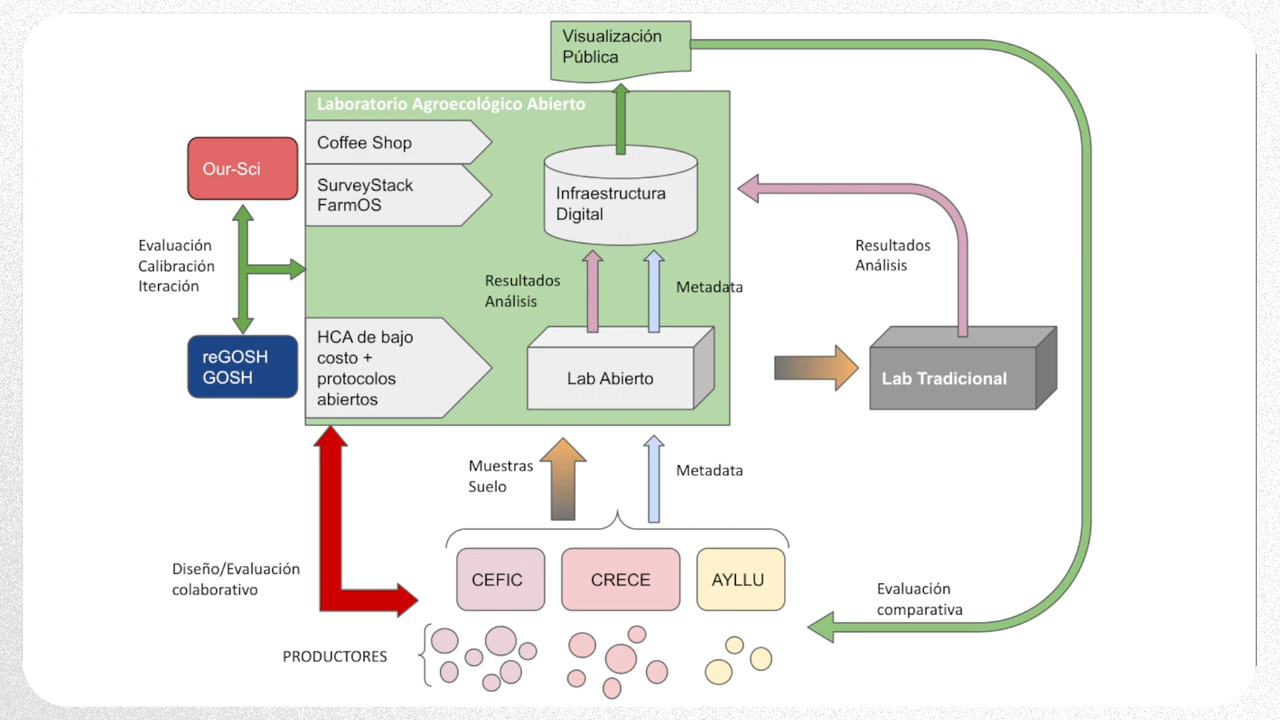 Visualización
Pública
Laboratorio Agroecológico Abierto
Coffee Shop
Our-Sci
SurveyStack
FarmOS
Infraestructura
Digital
Evaluación
Calibración
Iteración
Resultados
Análisis
Metadata
Resultados
Análisis
reGOSH
GOSH
HCA de bajo
costo +
protocolos
abiertos
Lab Abierto
Lab Tradicional
Muestras
Suelo
Metadata
Diseño/Evaluación
colaborativo
CEFIC
CRECE
AYLLU
Evaluación
comparativa
PRODUCTORES